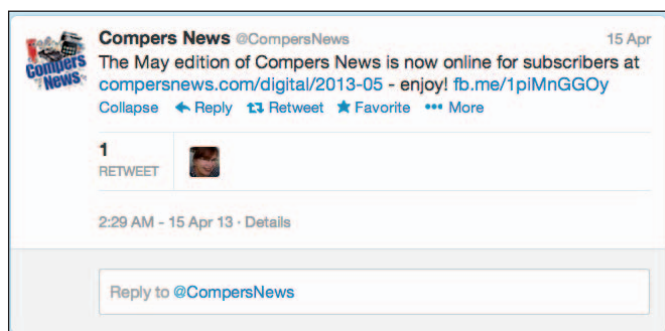 Compers News
Compers News @CompersNews 15 Apr
The May edition of Compers News is now online for subscribers at
compersnews.com/digital/2013-05 - enjoy! fb.me/1piMnGGOy
Collapse Reply Retweet Favorite More
1
RETWEET
2:29 AM - 15 Apr 13 · Details
Reply to @CompersNews